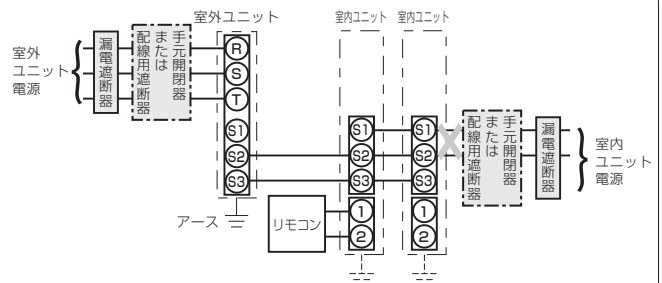 室外ユニット
室内ユニット
室内ユニット
室外
ユニット
電源
漏電遮断器
手元開閉器
または
配線用遮断器
R
S
T
S1
S2
S3
アース
リモコン
S1
S2
S3
1
2
S1
S2
S3
1
2
手元開閉器
または
配線用遮断器
漏電遮断器
室内
ユニット
電源